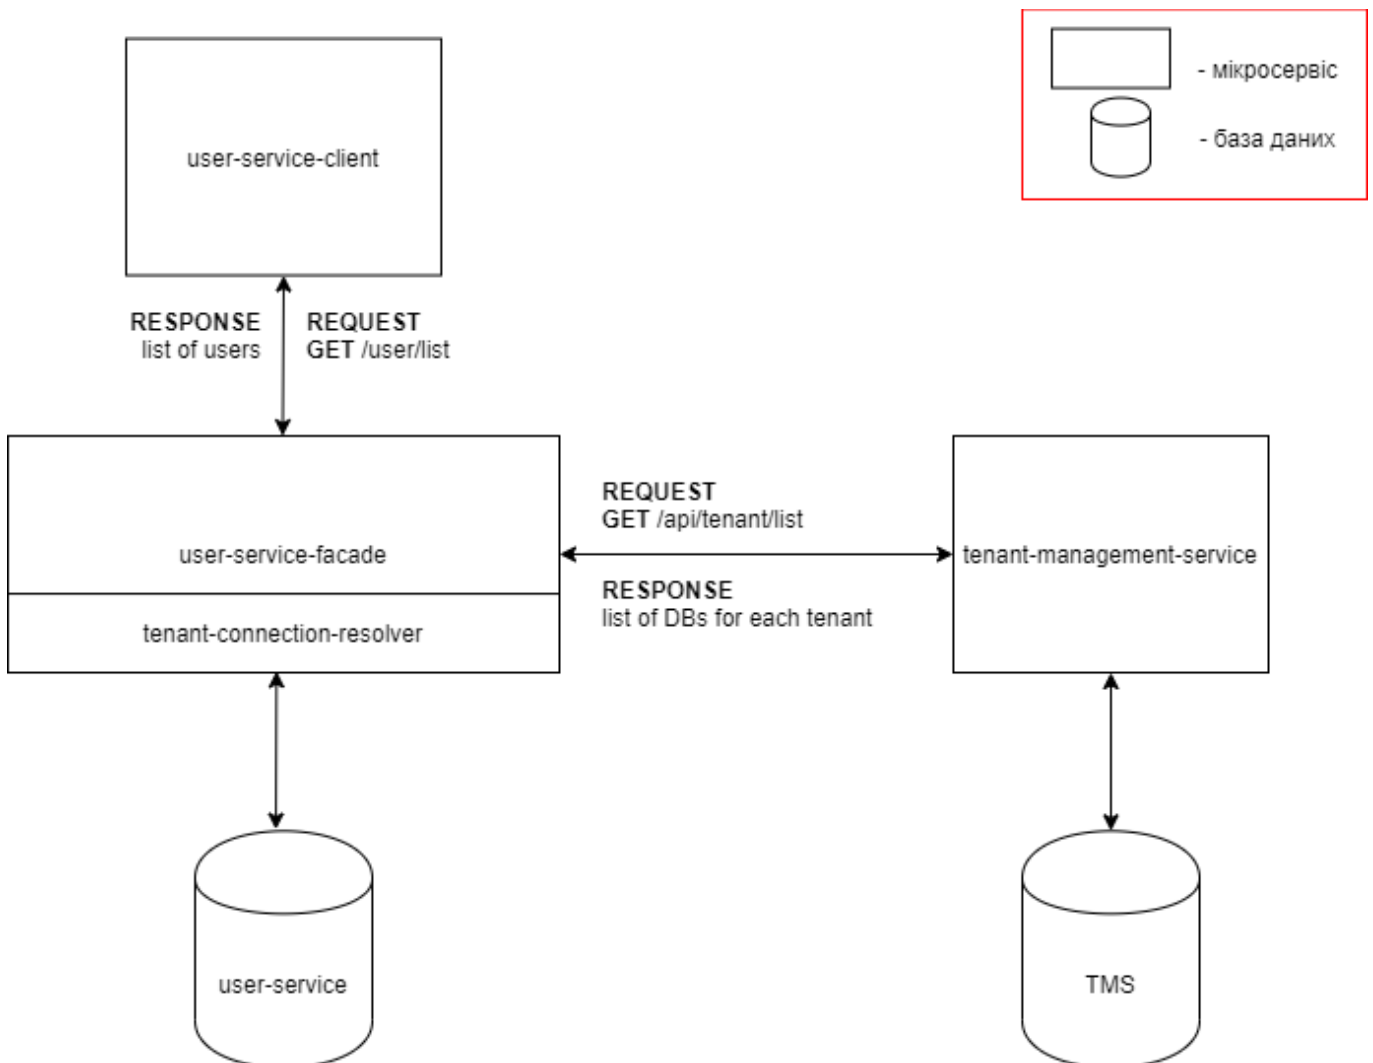 user-service-client
- мікросервіс
- база даних
RESPONSE
list of users
REQUEST
GET /user/list
user-service-facade
tenant-connection-resolver
REQUEST
GET /api/tenant/list
RESPONSE
list of DBs for each tenant
tenant-management-service
user-service
TMS